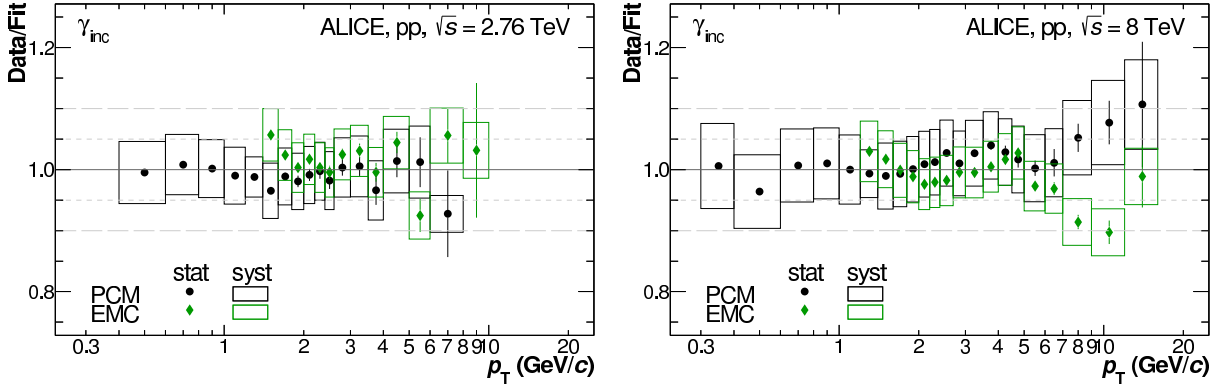 Data/Fit
γinc
ALICE, pp, √s = 2.76 TeV
1.2
1.0
0.8
stat syst
PCM
EMC
0.3 1 2 3 4 5 6 7 8 9 10 20
pT (GeV/c)
Data/Fit
γinc
ALICE, pp, √s = 8 TeV
1.2
1.0
0.8
stat syst
PCM
EMC
0.3 1 2 3 4 5 6 7 8 9 10 20
pT (GeV/c)